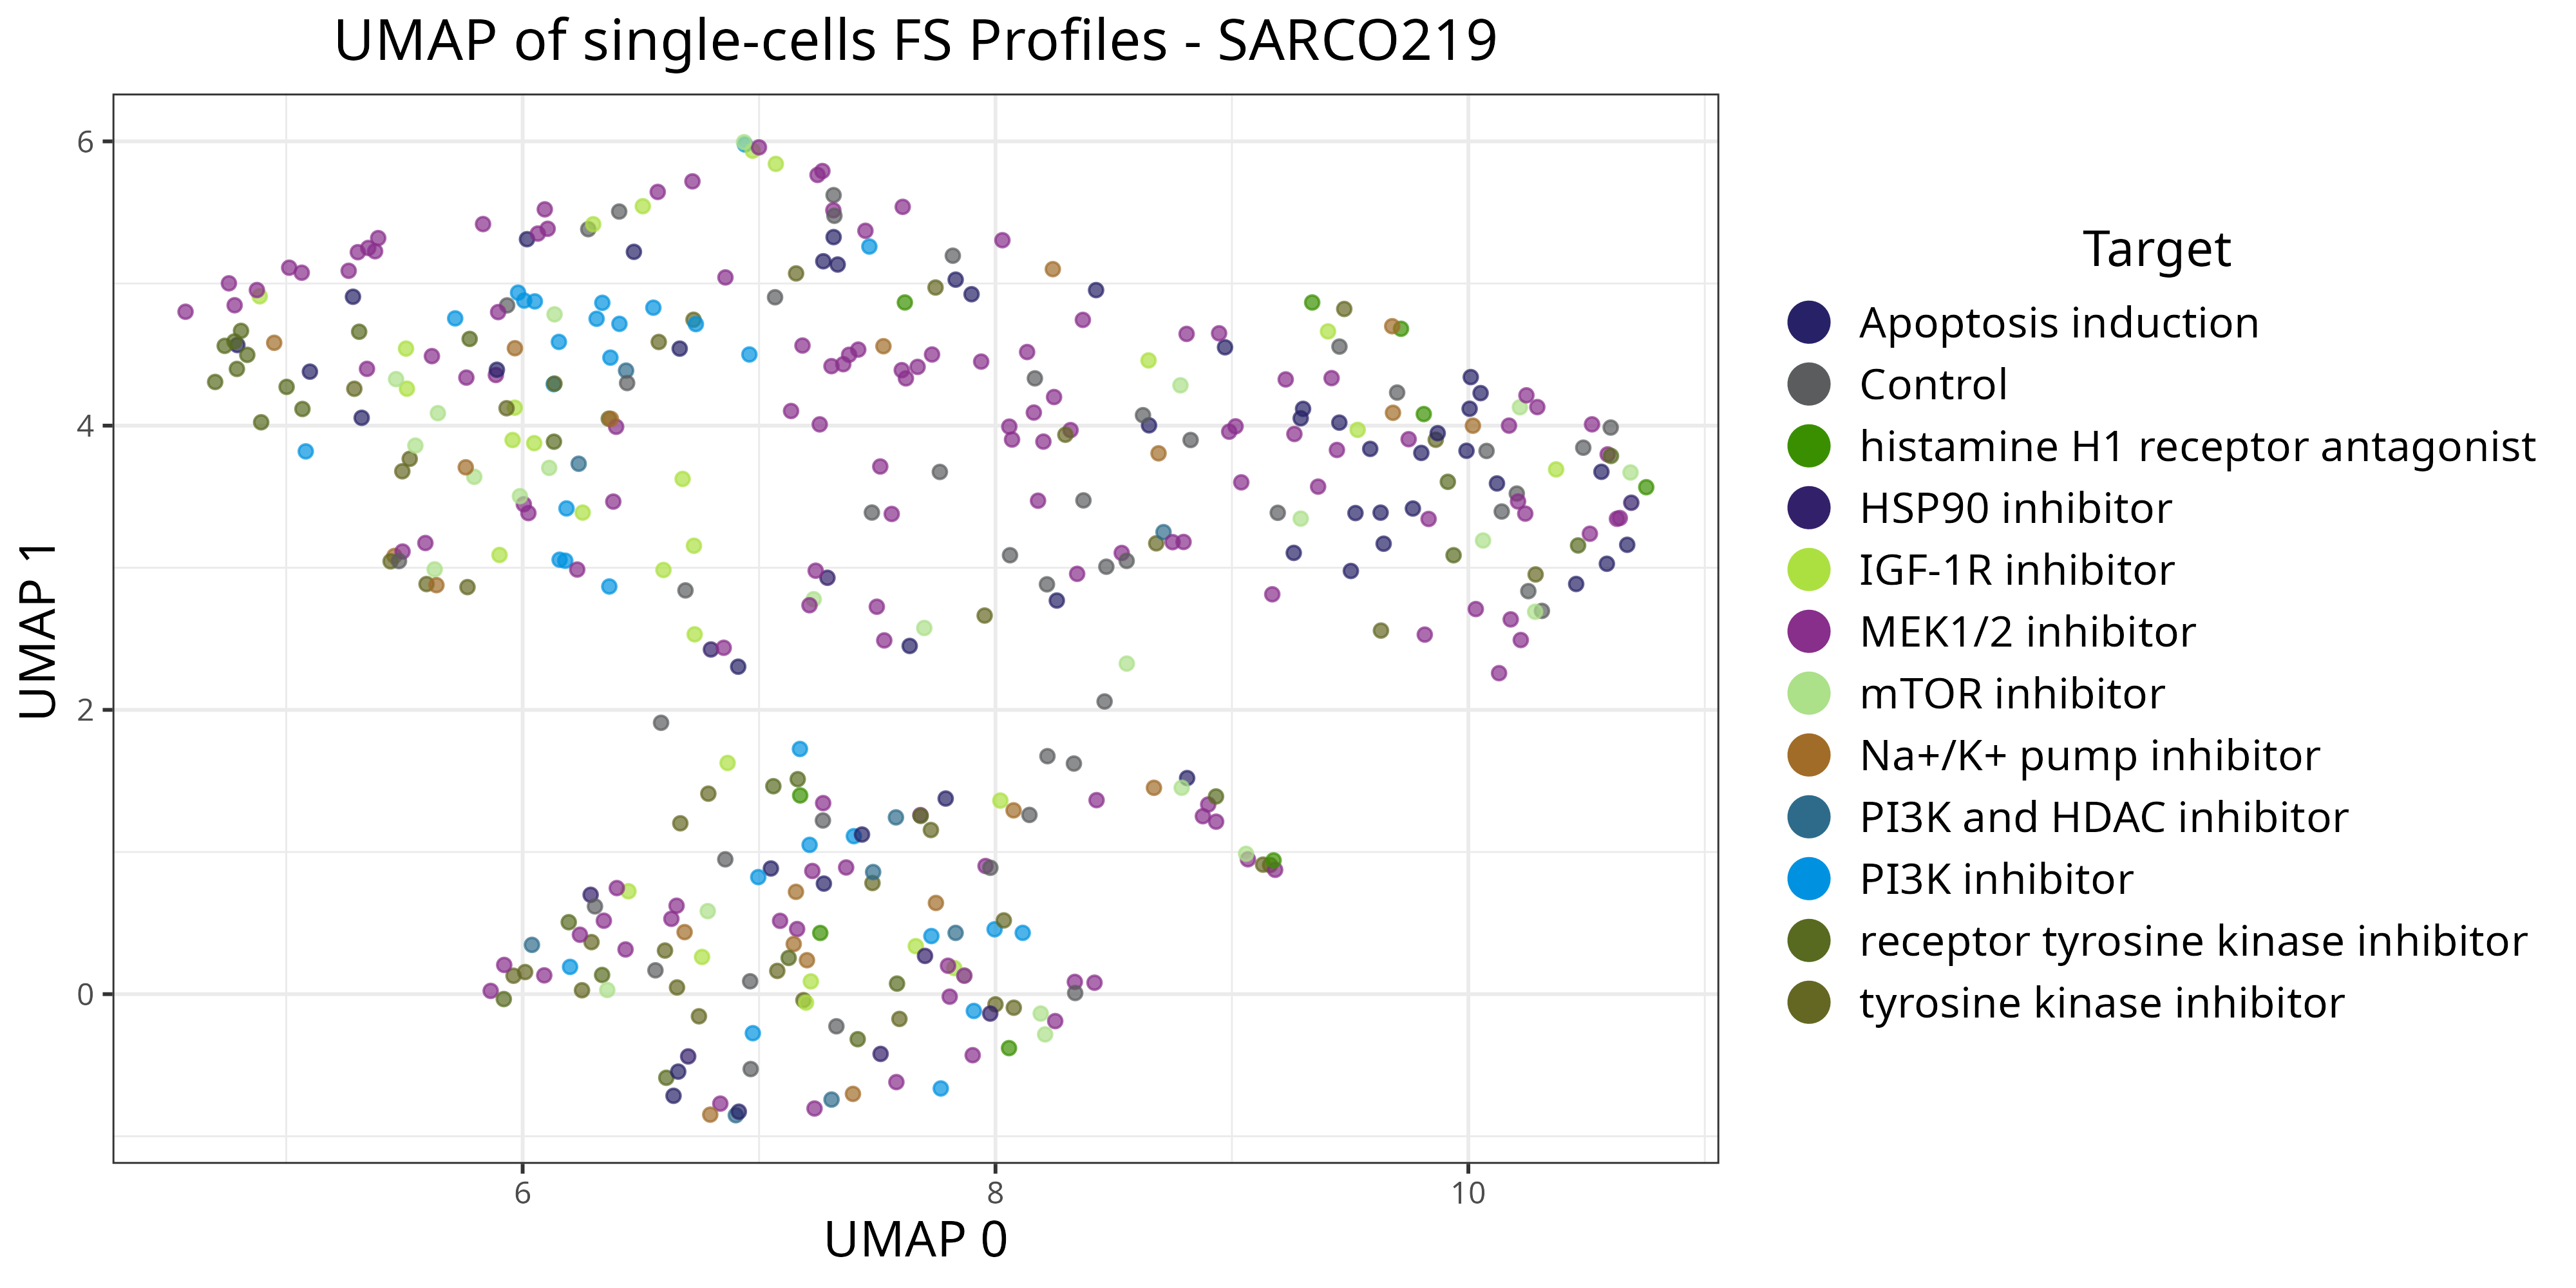 UMAP of single-cells FS Profiles - SARCO219
UMAP 1
6
4
2
0
6
8
10
UMAP 0
Target
Apoptosis induction
Control
histamine H1 receptor antagonist
HSP90 inhibitor
IGF-1R inhibitor
MEK1/2 inhibitor
mTOR inhibitor
Na+/K+ pump inhibitor
PI3K and HDAC inhibitor
PI3K inhibitor
receptor tyrosine kinase inhibitor
tyrosine kinase inhibitor